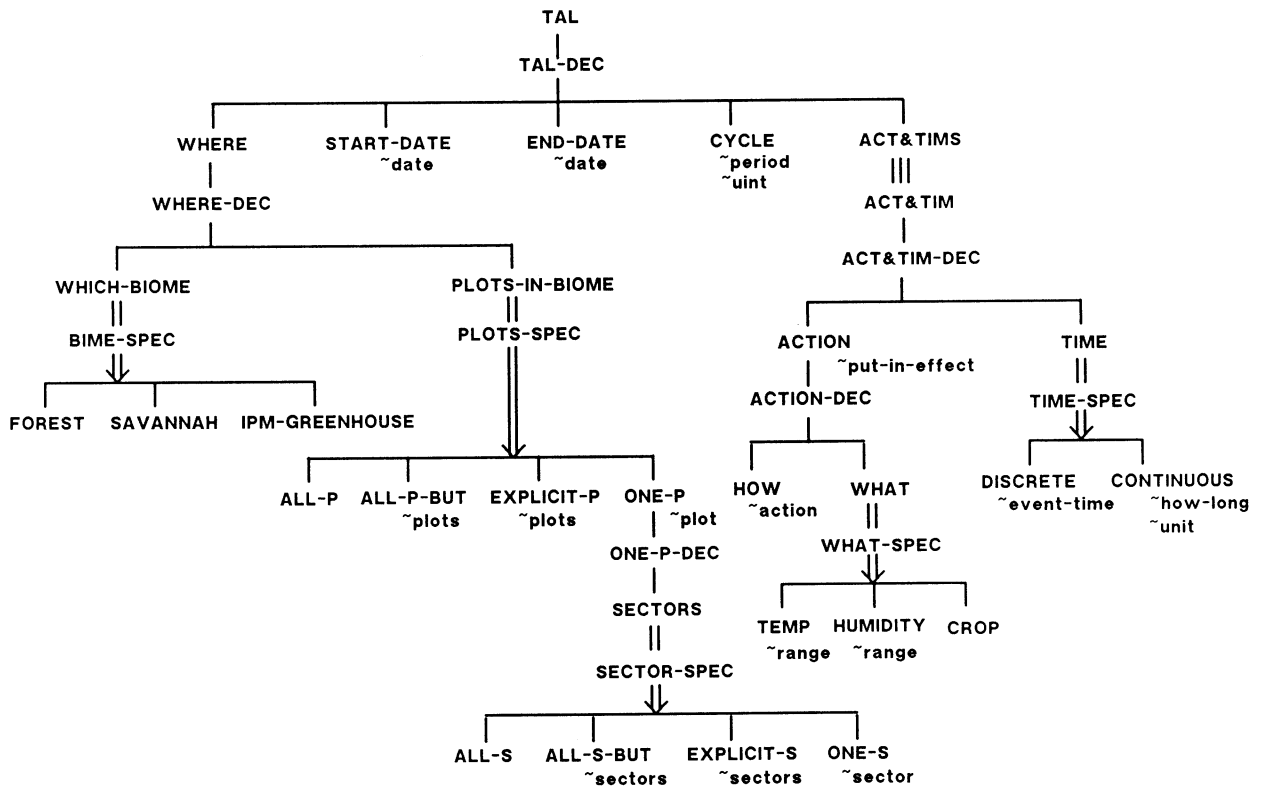 TAL
TAL-DEC
WHERE START-DATE END-DATE CYCLE ACT&TIMS
~date ~date ~period
~uint
WHERE-DEC ACT&TIM
ACT&TIM-DEC
WHICH-BIOME PLOTS-IN-BIOME
BIME-SPEC PLOTS-SPEC ACTION TIME
~put-in-effect
ACTION-DEC TIME-SPEC
FOREST SAVANNAH IPM-GREENHOUSE
ALL-P ALL-P-BUT EXPLICIT-P ONE-P HOW WHAT DISCRETE CONTINUOUS
~plots ~plots ~plot ~action ~event-time ~how-long
~unit
ONE-P-DEC WHAT-SPEC
SECTORS TEMP HUMIDITY CROP
~range ~range
SECTOR-SPEC
ALL-S ALL-S-BUT EXPLICIT-S ONE-S
~sectors ~sectors ~sector